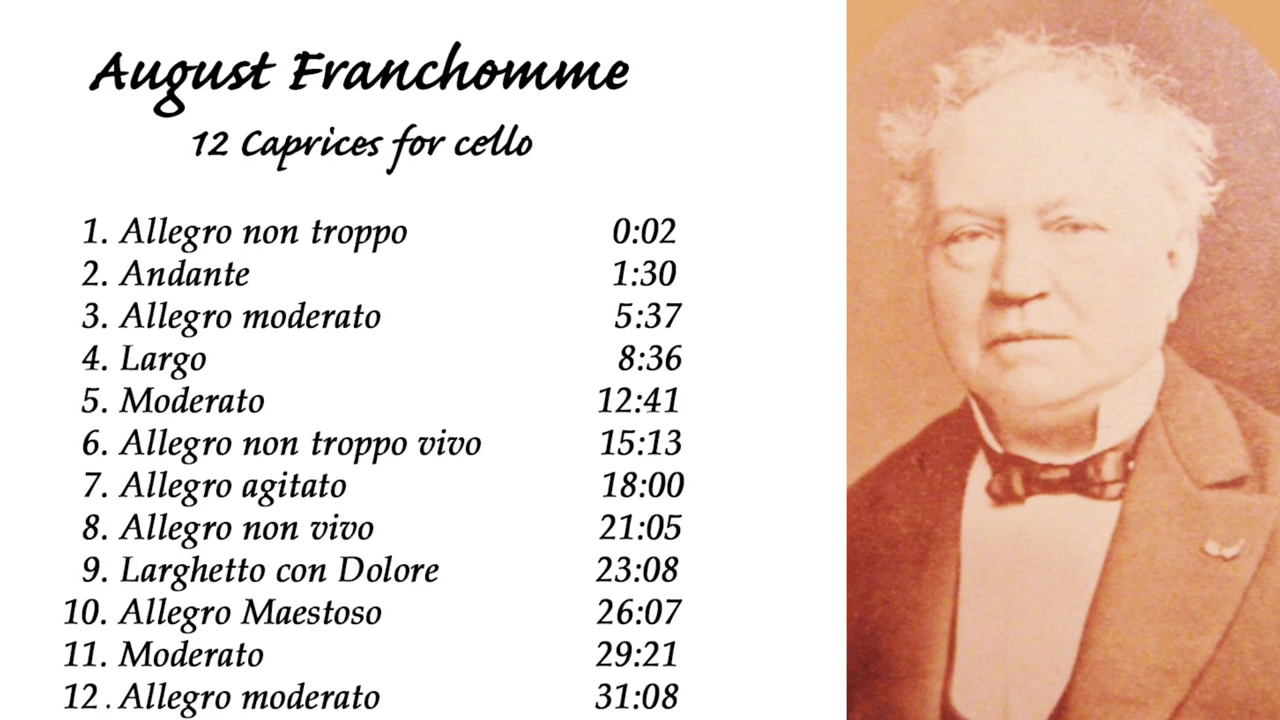 August Franchomme
12 Caprices for cello
1. Allegro non troppo 0:02
2. Andante 1:30
3. Allegro moderato 5:37
4. Largo 8:36
5. Moderato 12:41
6. Allegro non troppo vivo 15:13
7. Allegro agitato 18:00
8. Allegro non vivo 21:05
9. Larghetto con Dolore 23:08
10. Allegro Maestoso 26:07
11. Moderato 29:21
12 . Allegro moderato 31:08